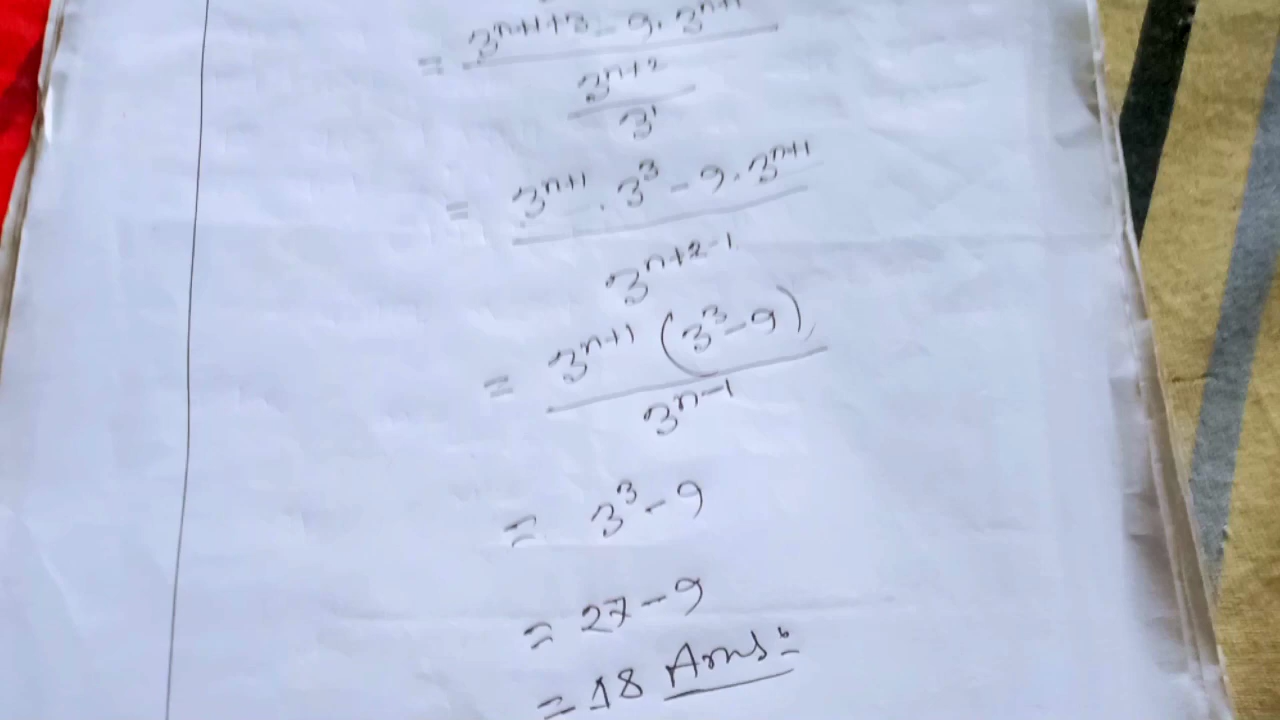 = (3^{n+1+3} - 9.3^{n+1}) / (3^{n+2} / 3^1)
= (3^{n+1} . 3^3 - 9.3^{n+1}) / 3^{n+2-1}
= 3^{n+1} (3^3 - 9) / 3^{n-1}
= 3^3 - 9
= 27 - 9
= 18 Ans: